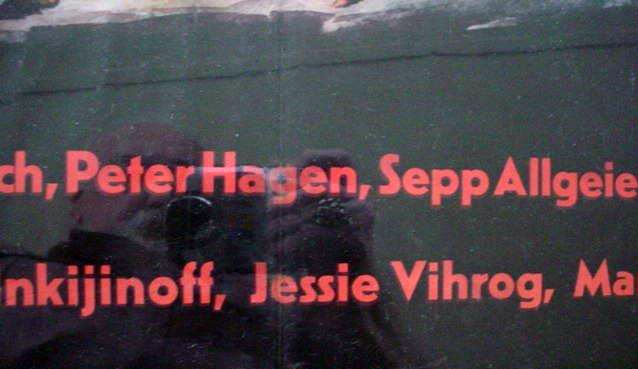 ch, Peter Hagen, Sepp Allgeie
nkijinoff, Jessie Vihrog, Ma